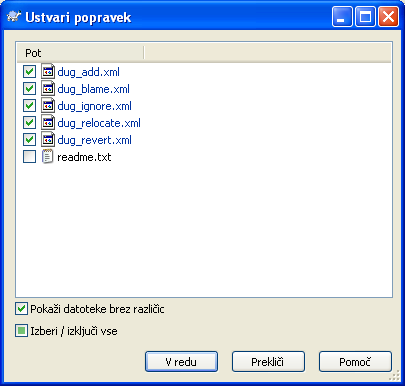 Ustvari popravek
Pot
dug_add.xml
dug_blame.xml
dug_ignore.xml
dug_relocate.xml
dug_revert.xml
readme.txt
Pokaži datoteke brez različic
Izberi / izključi vse
V redu Prekliči Pomoč